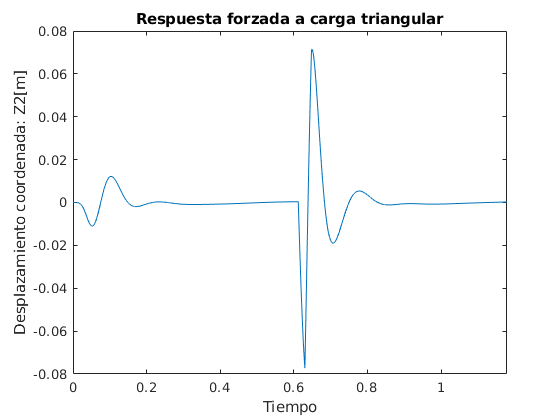 Respuesta forzada a carga triangular
Desplazamiento coordenada: Z2[m]
0.08
0.06
0.04
0.02
0
-0.02
-0.04
-0.06
-0.08
0 0.2 0.4 0.6 0.8 1
Tiempo